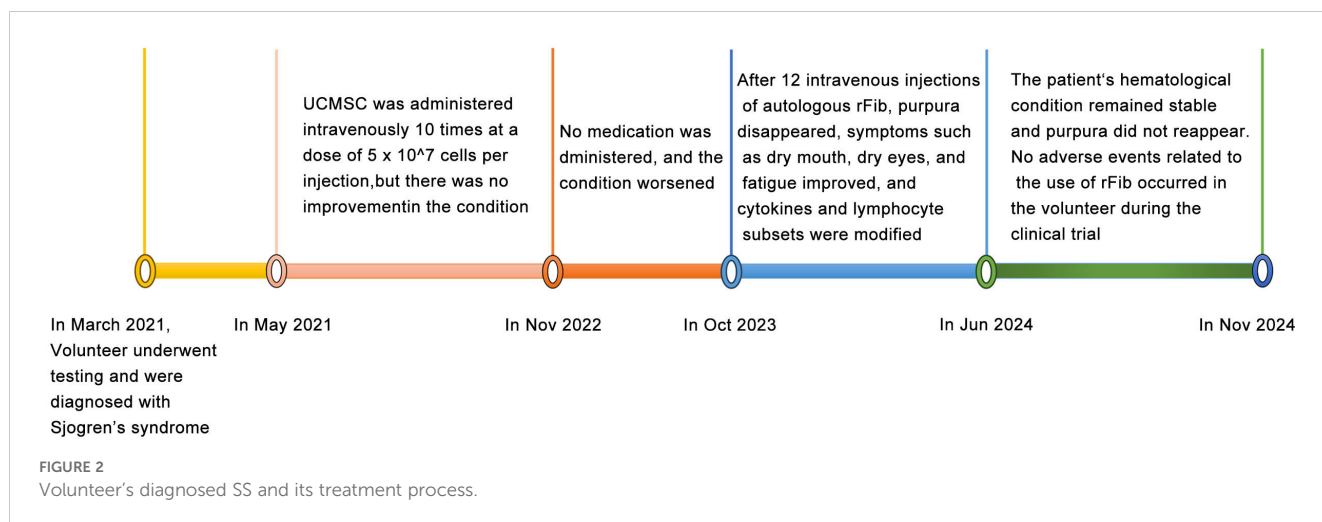 UCMSC was administered
intravenously 10 times at a
dose of 5 x 10^7 cells per
injection,but there was no
improvementin the condition
No medication was
dministered, and the
condition worsened
After 12 intravenous injections
of autologous rFib, purpura
disappeared, symptoms such
as dry mouth, dry eyes, and
fatigue improved, and
cytokines and lymphocyte
subsets were modified
The patient‘s hematological
condition remained stable
and purpura did not reappear.
No adverse events related to
the use of rFib occurred in
the volunteer during the
clinical trial
In March 2021,
Volunteer underwent
testing and were
diagnosed with
Sjogren’s syndrome
In May 2021
In Nov 2022
In Oct 2023
In Jun 2024
In Nov 2024
FIGURE 2
Volunteer’s diagnosed SS and its treatment process.